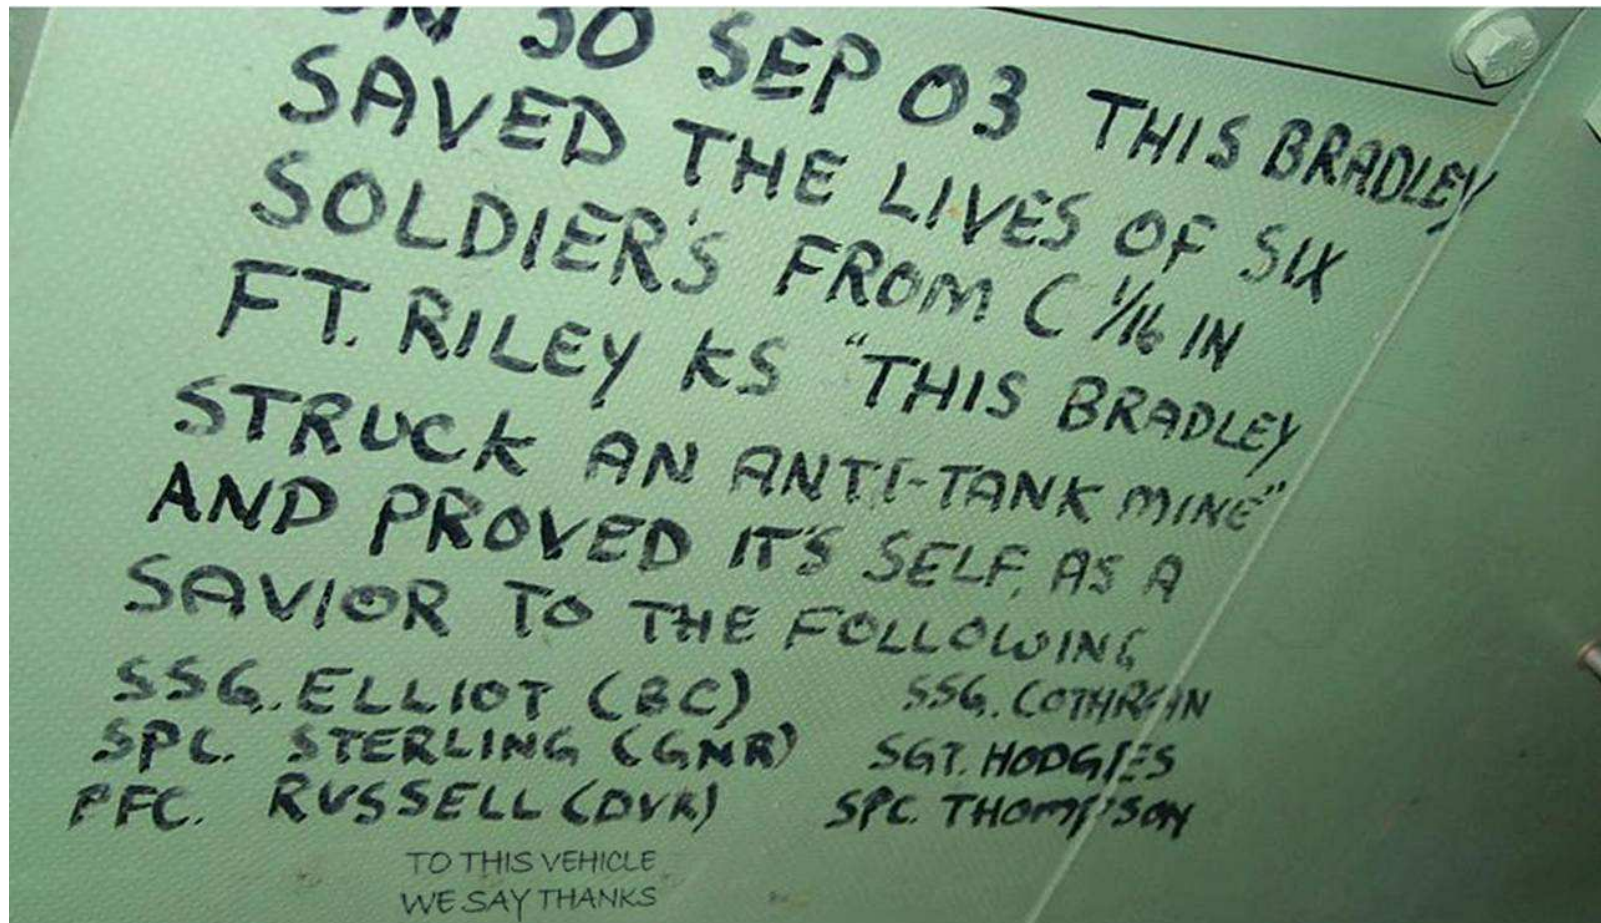 ON 30 SEP 03 THIS BRADLEY
SAVED THE LIVES OF SIX
SOLDIER'S FROM C 1/16 IN
FT. RILEY KS "THIS BRADLEY
STRUCK AN ANTI-TANK MINE"
AND PROVED IT'S SELF, AS A
SAVIOR TO THE FOLLOWING
SSG. ELLIOT (BC) SSG. COTHRAN
SPC. STERLING (GNR) SGT. HODGES
PFC. RUSSELL (DVR) SPC. THOMPSON
TO THIS VEHICLE
WE SAY THANKS